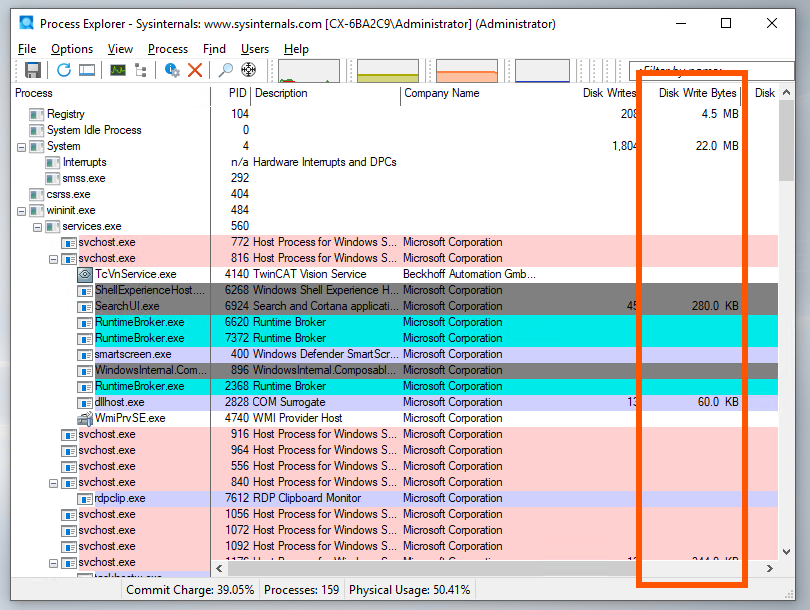 Process Explorer - Sysinternals: www.sysinternals.com [CX-6BA2C9\Administrator] (Administrator)
File Options View Process Find Users Help
<Filter by name>
Process PID Description Company Name Disk Writes Disk Write Bytes Disk
Registry 104 208 4.5 MB
System Idle Process 0
System 4 1,804 22.0 MB
Interrupts n/a Hardware Interrupts and DPCs
smss.exe 292
csrss.exe 404
wininit.exe 484
services.exe 560
svchost.exe 772 Host Process for Windows S... Microsoft Corporation
svchost.exe 816 Host Process for Windows S... Microsoft Corporation
TcVnService.exe 4140 TwinCAT Vision Service Beckhoff Automation Gmb...
ShellExperienceHost.... 6268 Windows Shell Experience H... Microsoft Corporation
SearchUI.exe 6924 Search and Cortana applicati... Microsoft Corporation 45 280.0 KB
RuntimeBroker.exe 6620 Runtime Broker Microsoft Corporation
RuntimeBroker.exe 7372 Runtime Broker Microsoft Corporation
smartscreen.exe 400 Windows Defender SmartScr... Microsoft Corporation
WindowsInternal.Com... 896 WindowsInternal.Composabl... Microsoft Corporation
RuntimeBroker.exe 2368 Runtime Broker Microsoft Corporation
dllhost.exe 2828 COM Surrogate Microsoft Corporation 13 60.0 KB
WmiPrvSE.exe 4740 WMI Provider Host Microsoft Corporation
svchost.exe 916 Host Process for Windows S... Microsoft Corporation
svchost.exe 964 Host Process for Windows S... Microsoft Corporation
svchost.exe 556 Host Process for Windows S... Microsoft Corporation
svchost.exe 840 Host Process for Windows S... Microsoft Corporation
rdpclip.exe 7612 RDP Clipboard Monitor Microsoft Corporation
svchost.exe 1056 Host Process for Windows S... Microsoft Corporation
svchost.exe 1072 Host Process for Windows S... Microsoft Corporation
svchost.exe 1092 Host Process for Windows S... Microsoft Corporation
svchost.exe 1176 Host Process for Windows S... Microsoft Corporation
Commit Charge: 39.05% Processes: 159 Physical Usage: 50.41%